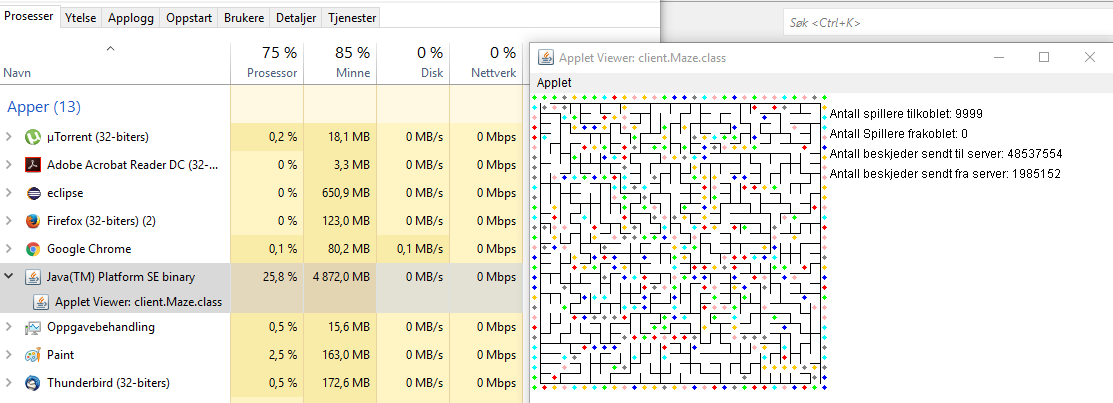 Prosesser Ytelse Applogg Oppstart Brukere Detaljer Tjenester
75 % 85 % 0 % 0 %
Navn Prosessor Minne Disk Nettverk
Apper (13)
µTorrent (32-biters) 0,2 % 18,1 MB 0 MB/s 0 Mbps
Adobe Acrobat Reader DC (32-... 0 % 3,3 MB 0 MB/s 0 Mbps
eclipse 0 % 650,9 MB 0 MB/s 0 Mbps
Firefox (32-biters) (2) 0 % 123,0 MB 0 MB/s 0 Mbps
Google Chrome 0,1 % 80,2 MB 0,1 MB/s 0 Mbps
Java(TM) Platform SE binary 25,8 % 4 872,0 MB 0 MB/s 0 Mbps
Applet Viewer: client.Maze.class
Oppgavebehandling 0,5 % 15,6 MB 0 MB/s 0 Mbps
Paint 2,5 % 163,0 MB 0 MB/s 0 Mbps
Thunderbird (32-biters) 0,5 % 172,6 MB 0 MB/s 0 Mbps
Søk <Ctrl+K>
Applet Viewer: client.Maze.class
Applet
Antall spillere tilkoblet: 9999
Antall Spillere frakoblet: 0
Antall beskjeder sendt til server: 48537554
Antall beskjeder sendt fra server: 1985152